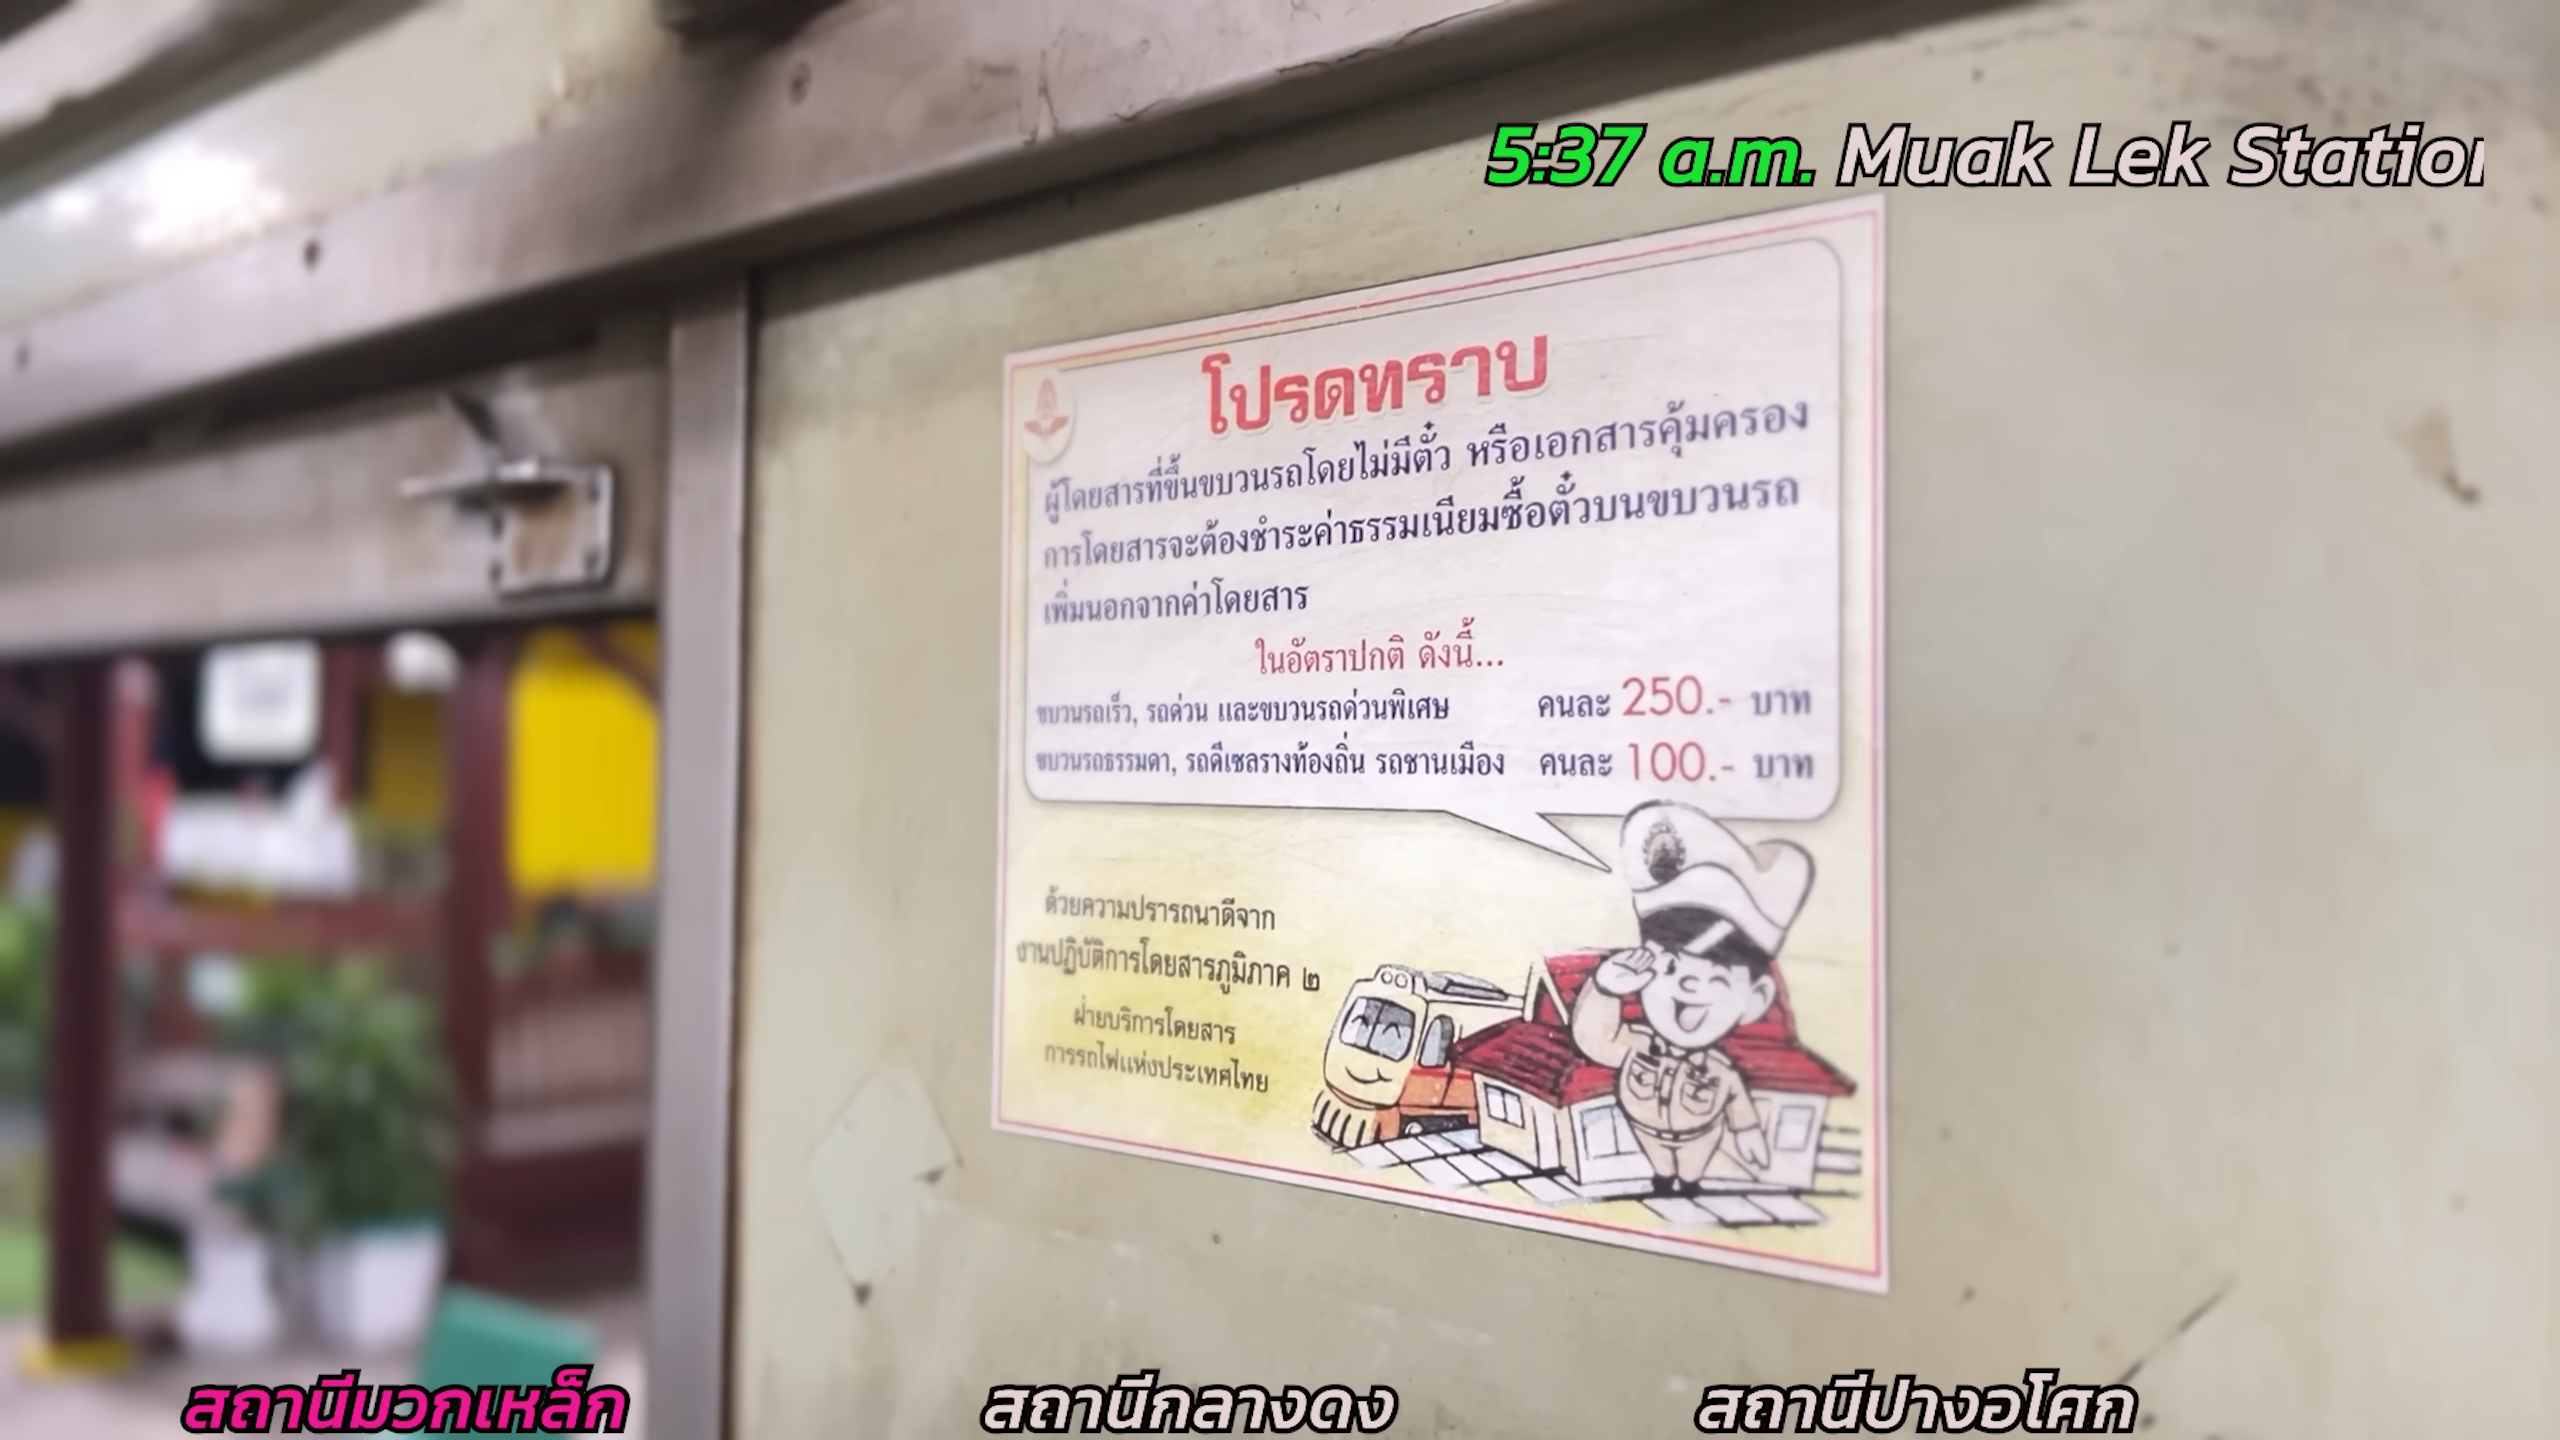 5:37 a.m. Muak Lek Station
โปรดทราบ
ผู้โดยสารที่ขึ้นขบวนรถโดยไม่มีตั๋ว หรือเอกสารคุ้มครอง
การโดยสารจะต้องชำระค่าธรรมเนียมซื้อตั๋วบนขบวนรถ
เพิ่มนอกจากค่าโดยสาร
ในอัตราปกติ ดังนี้...
ขบวนรถเร็ว, รถด่วน และขบวนรถด่วนพิเศษ คนละ 250.- บาท
ขบวนรถธรรมดา, รถดีเซลรางท้องถิ่น รถชานเมือง คนละ 100.- บาท
ด้วยความปรารถนาดีจาก
งานปฏิบัติการโดยสารภูมิภาค ๒
ฝ่ายบริการโดยสาร
การรถไฟแห่งประเทศไทย
สถานีมวกเหล็ก สถานีกลางดง สถานีปางอโศก